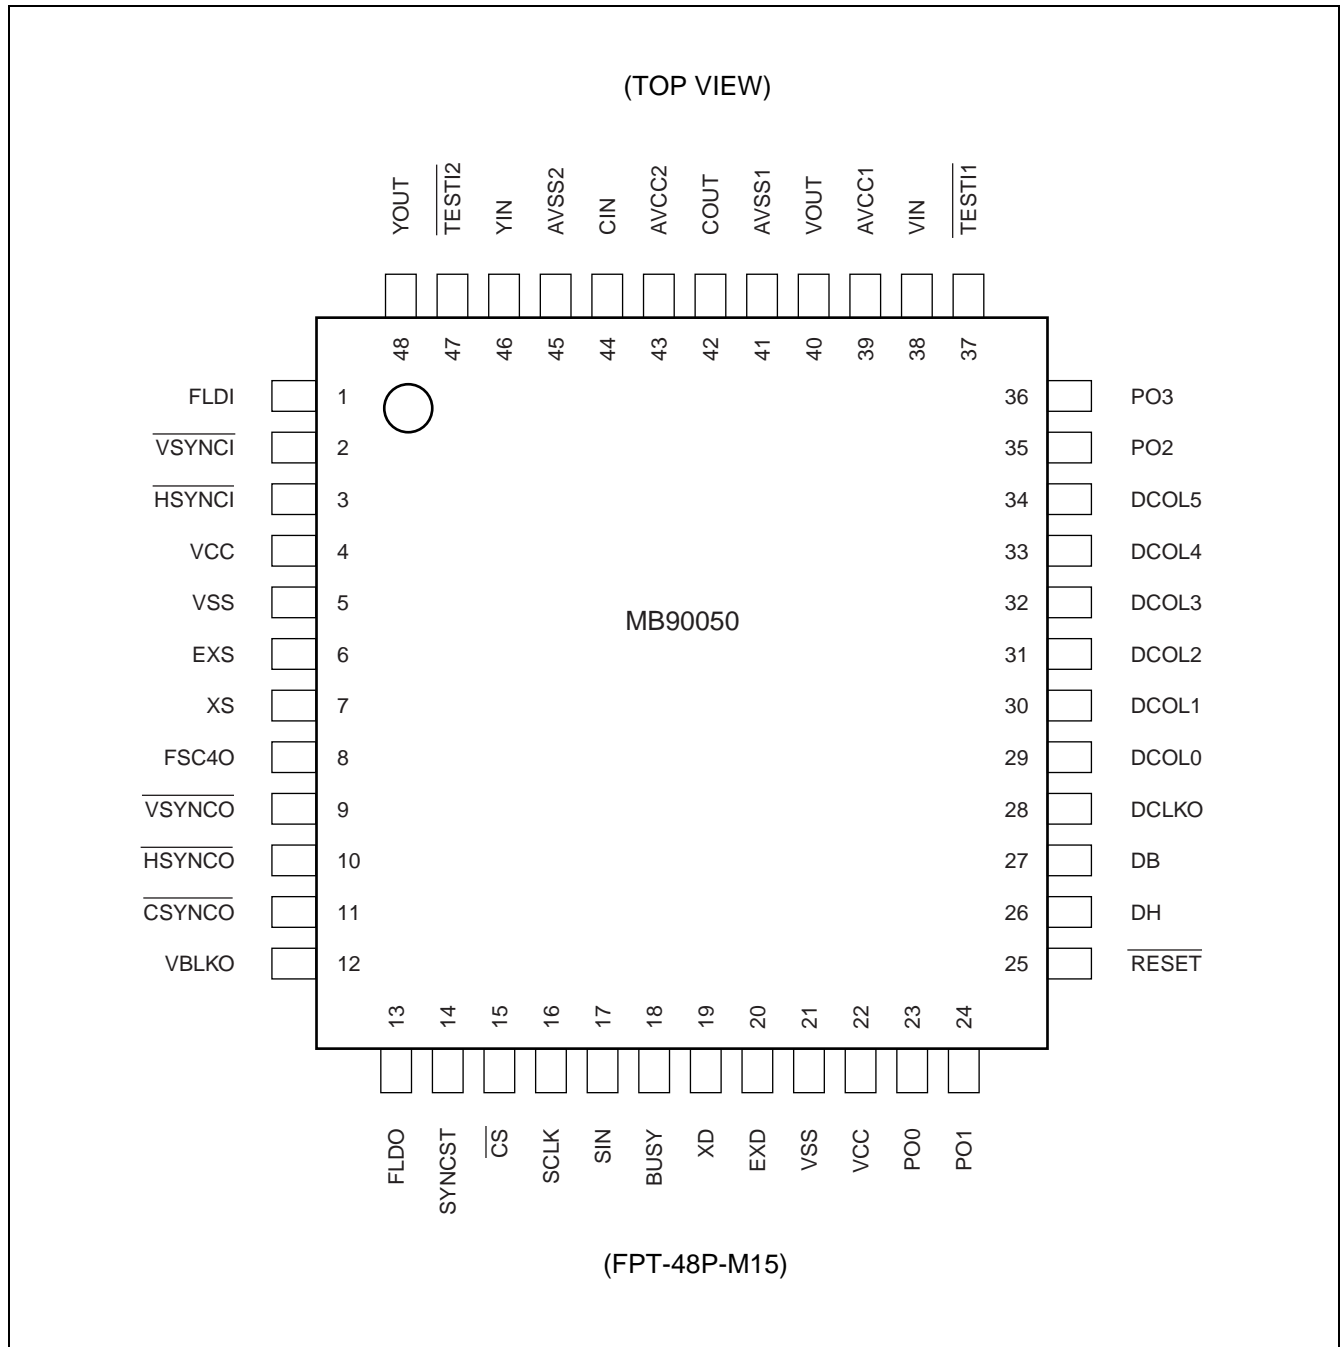 (TOP VIEW)
YOUT
TESTI2
YIN
AVSS2
CIN
AVCC2
COUT
AVSS1
VOUT
AVCC1
VIN
TESTI1
48
47
46
45
44
43
42
41
40
39
38
37
FLDI 1
VSYNCI 2
HSYNCI 3
VCC 4
VSS 5
EXS 6
XS 7
FSC4O 8
VSYNCO 9
HSYNCO 10
CSYNCO 11
VBLKO 12
MB90050
36 PO3
35 PO2
34 DCOL5
33 DCOL4
32 DCOL3
31 DCOL2
30 DCOL1
29 DCOL0
28 DCLKO
27 DB
26 DH
25 RESET
13
14
15
16
17
18
19
20
21
22
23
24
FLDO
SYNCST
CS
SCLK
SIN
BUSY
XD
EXD
VSS
VCC
PO0
PO1
(FPT-48P-M15)